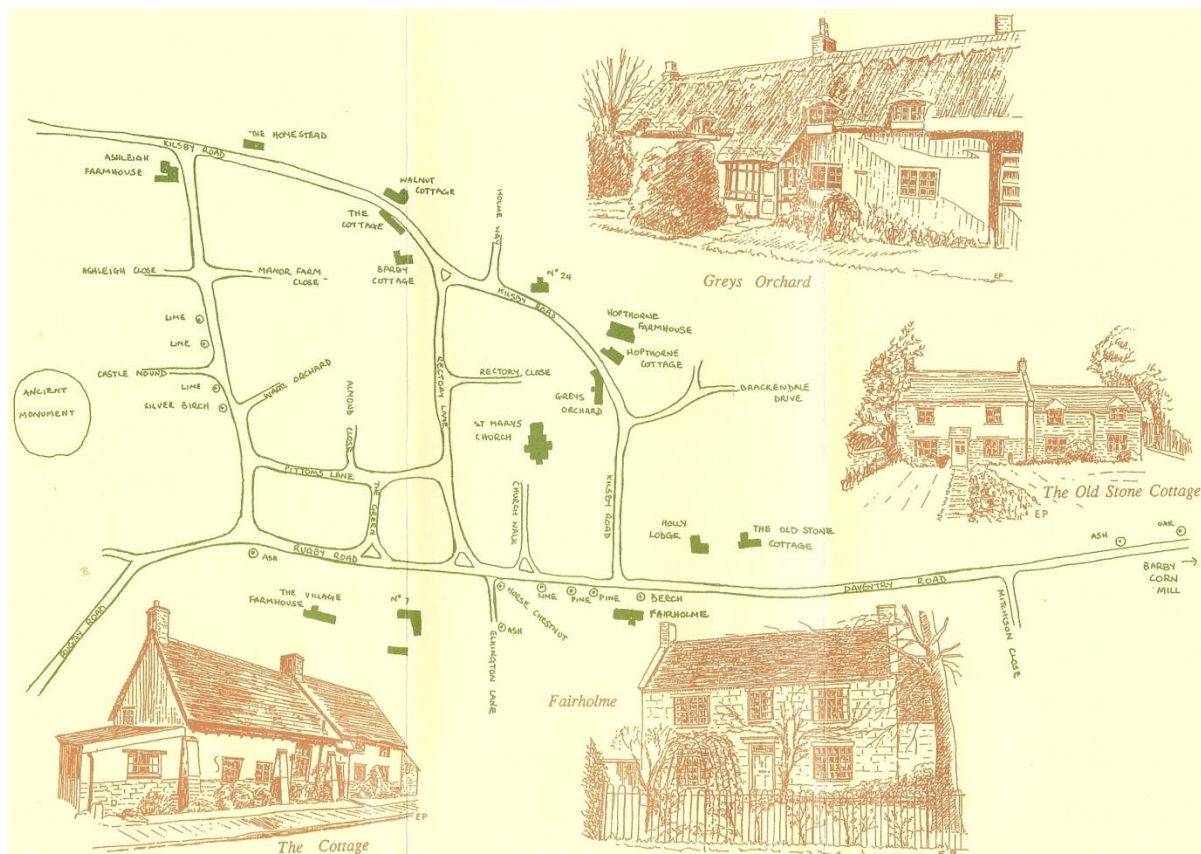 THE HOMESTEAD
KILSBY ROAD
ASHLEIGH
FARMHOUSE
WALNUT
COTTAGE
THE
COTTAGE
HOLME WAY
BARBY
COTTAGE
ASHLEIGH CLOSE
MANOR FARM
CLOSE
Nº 24
KILSBY ROAD
EP
Greys Orchard
LIME
LIME
HOPTHORNE
FARMHOUSE
HOPTHORNE
COTTAGE
CASTLE MOUND
LIME
WARD ORCHARD
ALMOND CLOSE
RECTORY LANE
RECTORY CLOSE
GREYS
ORCHARD
BRACKENDALE
DRIVE
ANCIENT
MONUMENT
SILVER BIRCH
ST MARYS
CHURCH
PITTOMS LANE
THE GREEN
CHURCH WALK
KILSBY ROAD
The Old Stone Cottage
EP
HOLLY
LODGE
THE OLD STONE
COTTAGE
ASH
OAK
BARBY
CORN
MILL
ASH
RUGBY ROAD
RUGBY ROAD
THE VILLAGE
FARMHOUSE
Nº 7
HORSE CHESTNUT
LIME
PINE
PINE
BEECH
DAVENTRY ROAD
FAIRHOLME
ASH
ELKINGTON LANE
MITCHISON CLOSE
Fairholme
EP
The Cottage
EP